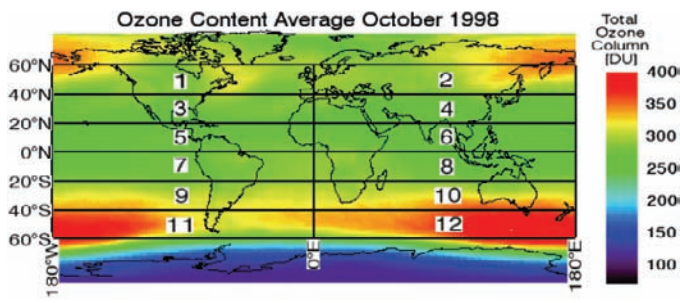 Ozone Content Average October 1998
Total
Ozone
Column
[DU]
60°N
40°N
20°N
0°N
20°S
40°S
60°S
1 2
3 4
5 6
7 8
9 10
11 12
180°W 0°E 180°E
4000
350
300
250
200
150
100